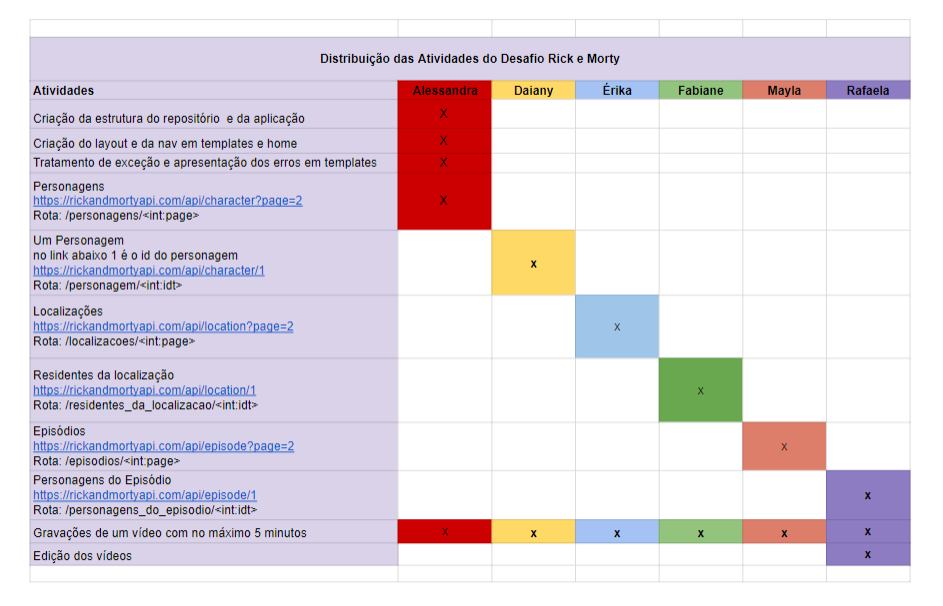 Distribuição das Atividades do Desafio Rick e Morty
Atividades Alessandra Daiany Érika Fabiane Mayla Rafaela
Criação da estrutura do repositório e da aplicação X
Criação do layout e da nav em templates e home X
Tratamento de exceção e apresentação dos erros em templates X
Personagens
https://rickandmortyapi.com/api/character?page=2 X
Rota: /personagens/<int:page>
Um Personagem
no link abaixo 1 é o id do personagem x
https://rickandmortyapi.com/api/character/1
Rota: /personagem/<int:idt>
Localizações
https://rickandmortyapi.com/api/location?page=2 x
Rota: /localizacoes/<int:page>
Residentes da localização
https://rickandmortyapi.com/api/location/1 x
Rota: /residentes_da_localizacao/<int:idt>
Episódios
https://rickandmortyapi.com/api/episode?page=2 x
Rota: /episodios/<int:page>
Personagens do Episódio
https://rickandmortyapi.com/api/episode/1 x
Rota: /personagens_do_episodio/<int:idt>
Gravações de um vídeo com no máximo 5 minutos X x x x x x
Edição dos vídeos x